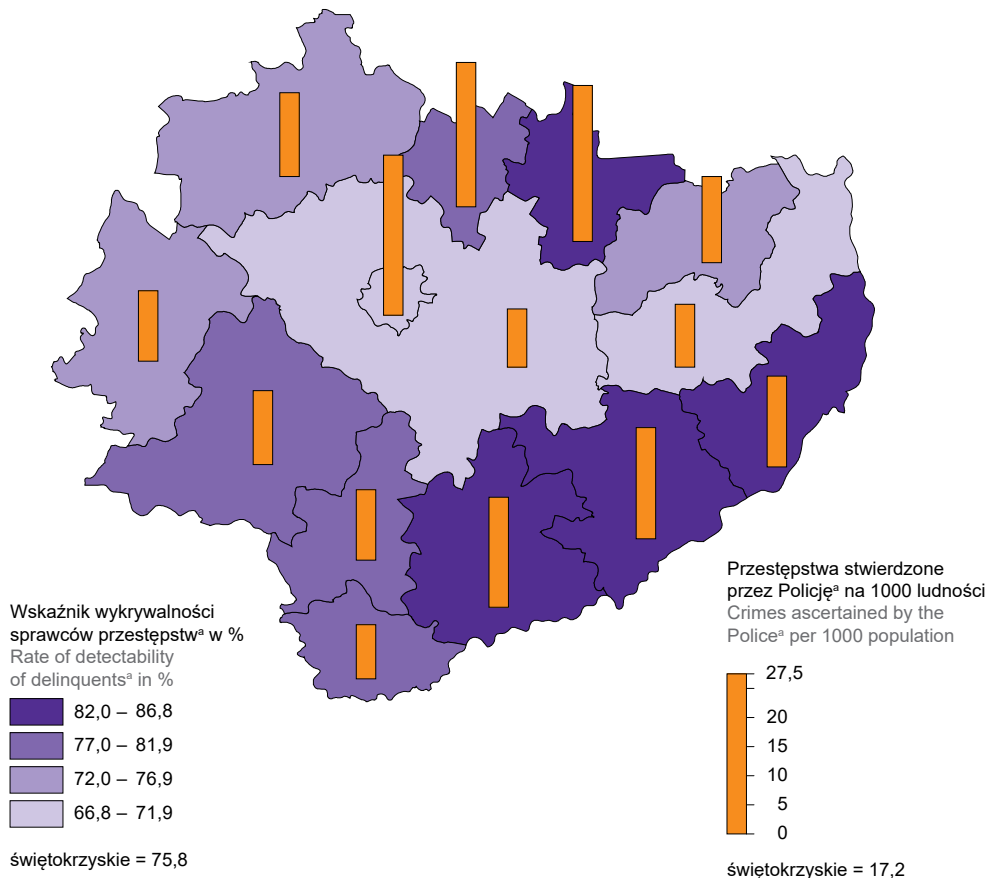 Wskaźnik wykrywalności
sprawców przestępstwᵃ w %
Rate of detectability
of delinquentsᵃ in %
82,0 – 86,8
77,0 – 81,9
72,0 – 76,9
66,8 – 71,9
świętokrzyskie = 75,8
Przestępstwa stwierdzone
przez Policjęᵃ na 1000 ludności
Crimes ascertained by the
Policeᵃ per 1000 population
27,5
20
15
10
5
0
świętokrzyskie = 17,2